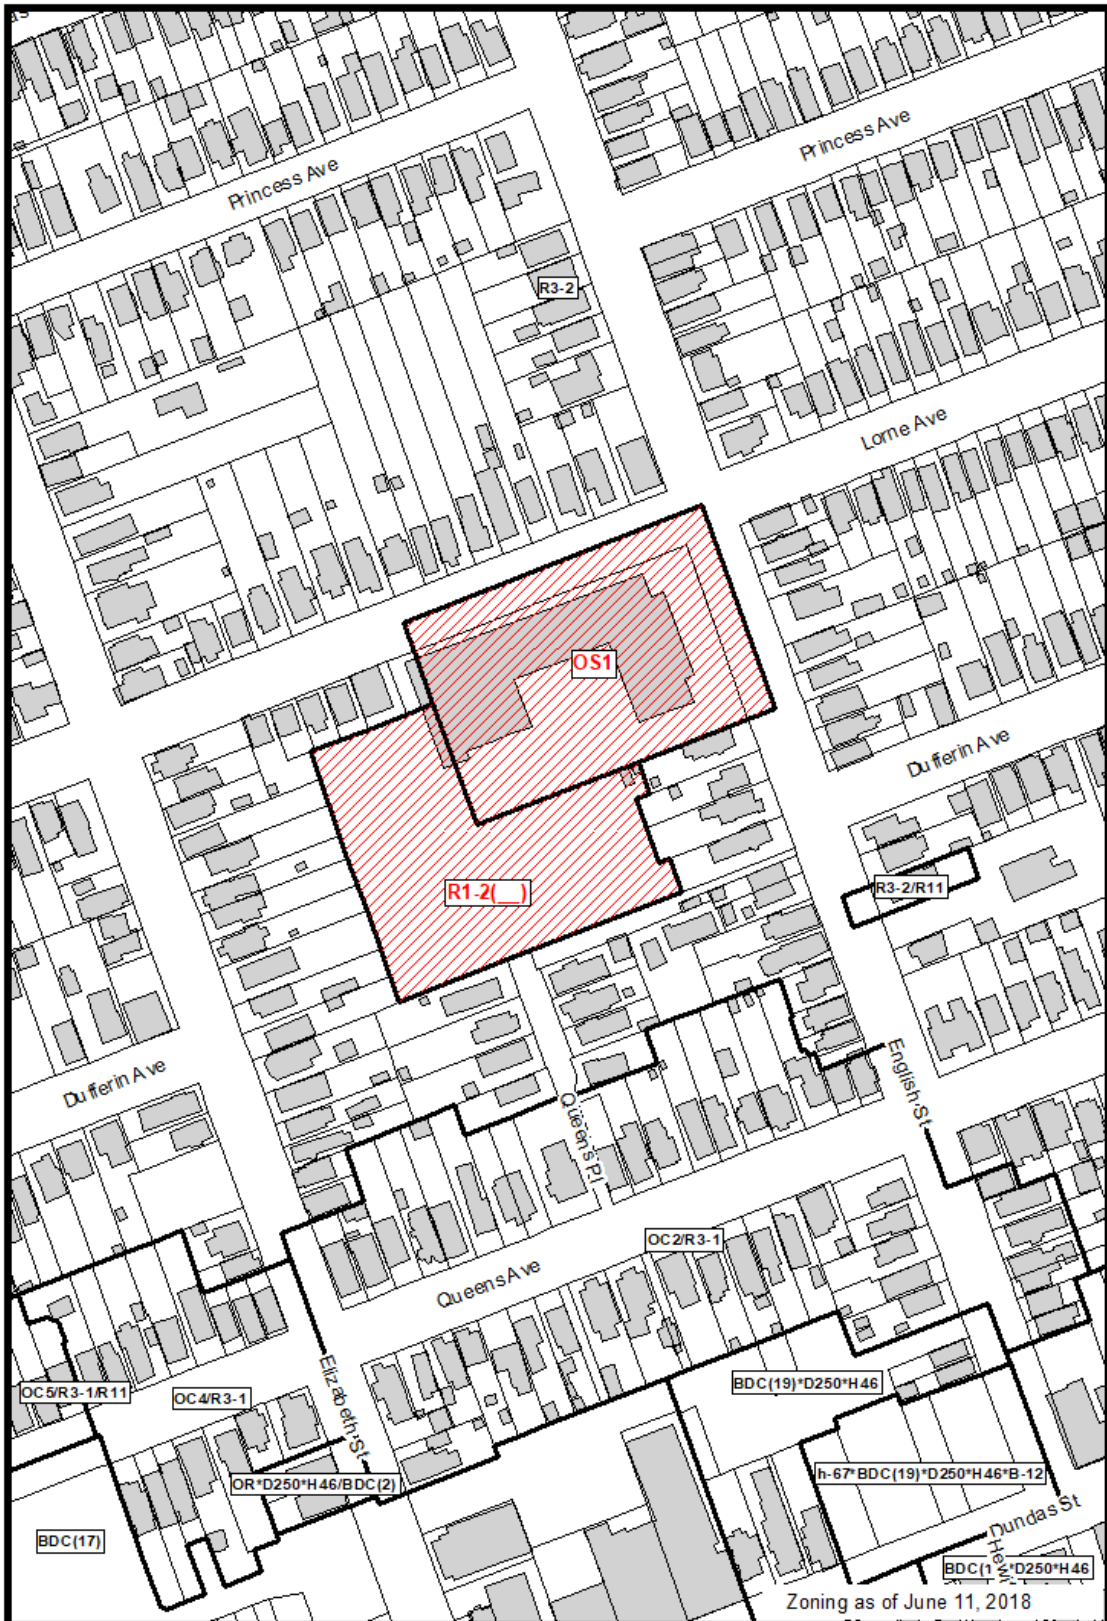 Princess Ave
Princess Ave
R3-2
Lorne Ave
OS1
Dufferin Ave
R3-2/R11
R1-2(__)
Dufferin Ave
English St
Queens Pl
OC2/R3-1
Queens Ave
Elizabeth St
OC5/R3-1/R11
OC4/R3-1
BDC(19)*D250*H46
OR*D250*H46/BDC(2)
h-67*BDC(19)*D250*H46*B-12
BDC(17)
Dundas St
*D250*H46
Zoning as of June 11, 2018